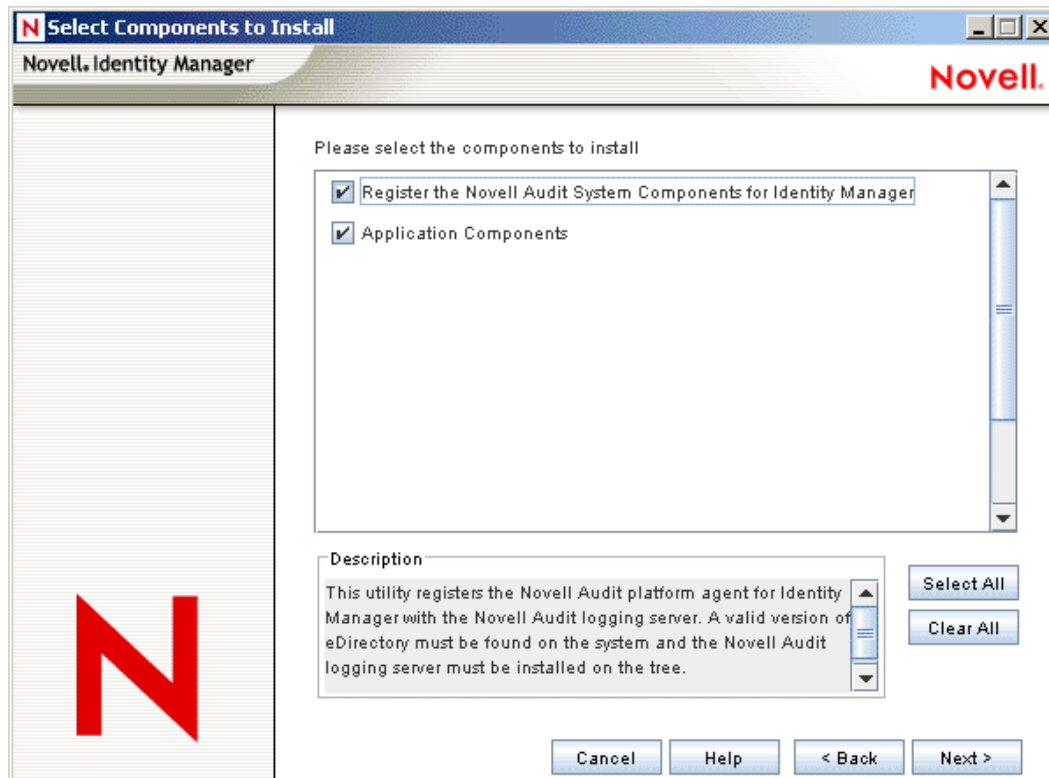 N Select Components to Install
Novell. Identity Manager
Novell.
Please select the components to install
Register the Novell Audit System Components for Identity Manager
Application Components
Description
This utility registers the Novell Audit platform agent for Identity
Manager with the Novell Audit logging server. A valid version of
eDirectory must be found on the system and the Novell Audit
logging server must be installed on the tree.
Select All
Clear All
N
Cancel
Help
< Back
Next >